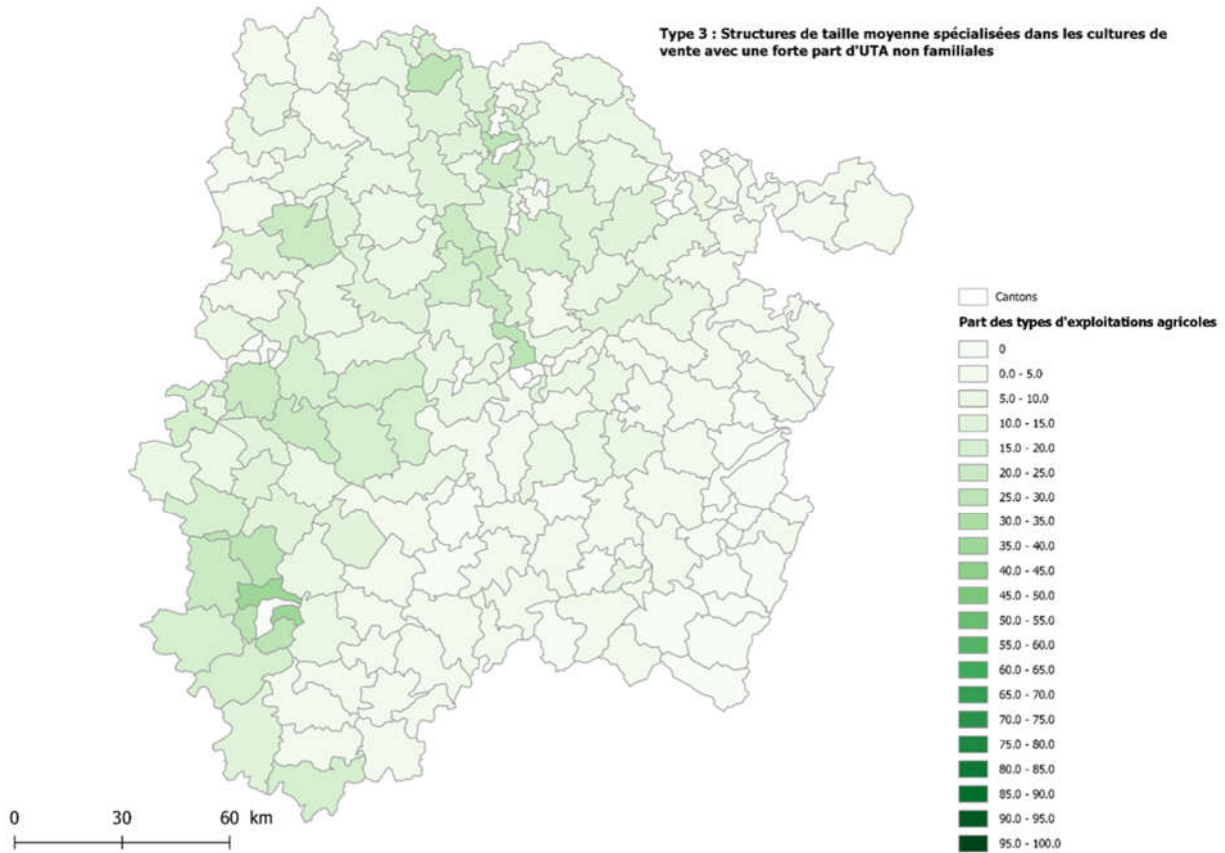 Type 3 : Structures de taille moyenne spécialisées dans les cultures de
vente avec une forte part d'UTA non familiales
Cantons
Part des types d'exploitations agricoles
0
0.0 - 5.0
5.0 - 10.0
10.0 - 15.0
15.0 - 20.0
20.0 - 25.0
25.0 - 30.0
30.0 - 35.0
35.0 - 40.0
40.0 - 45.0
45.0 - 50.0
50.0 - 55.0
55.0 - 60.0
60.0 - 65.0
65.0 - 70.0
70.0 - 75.0
75.0 - 80.0
80.0 - 85.0
85.0 - 90.0
90.0 - 95.0
95.0 - 100.0
0 30 60 km